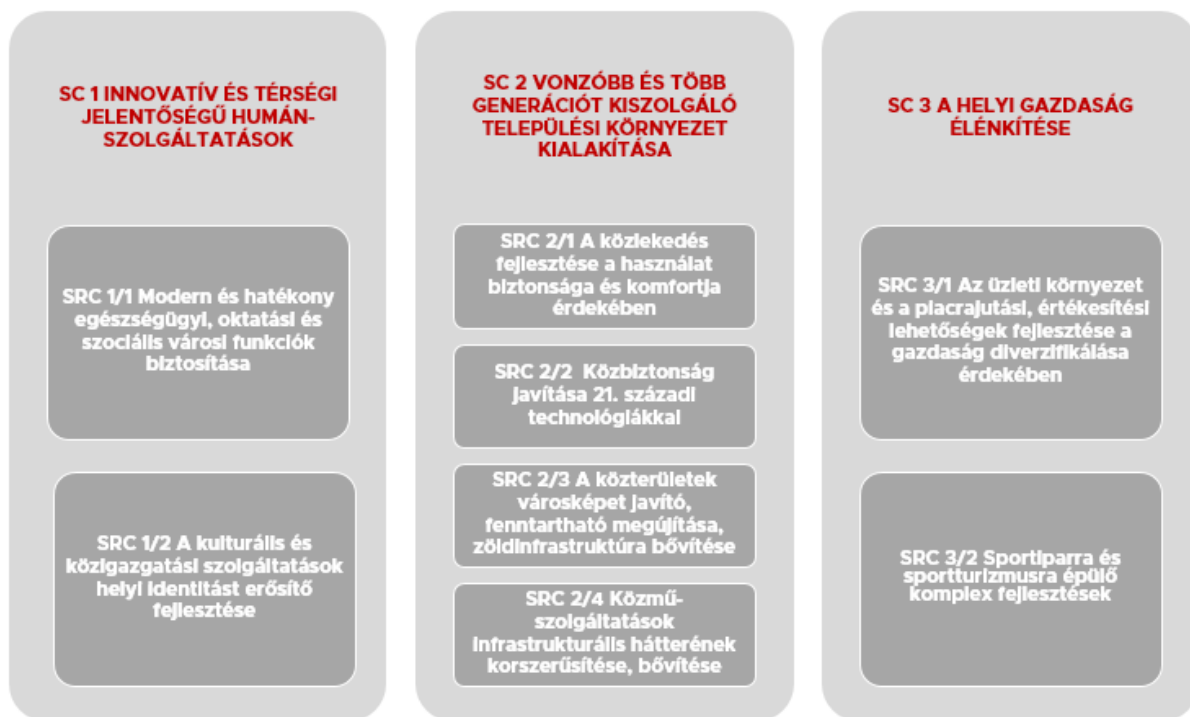 SC 1 INNOVATÍV ÉS TÉRSÉGI
JELENTŐSÉGŰ HUMÁN-
SZOLGÁLTATÁSOK
SRC 1/1 Modern és hatékony
egészségügyi, oktatási és
szociális városi funkciók
biztosítása
SRC 1/2 A kulturális és
közigazgatási szolgáltatások
helyi identitást erősítő
fejlesztése
SC 2 VONZÓBB ÉS TÖBB
GENERÁCIÓT KISZOLGÁLÓ
TELEPÜLÉSI KÖRNYEZET
KIALAKÍTÁSA
SRC 2/1 A közlekedés
fejlesztése a használat
biztonsága és komfortja
érdekében
SRC 2/2 Közbiztonság
javítása 21. századi
technológiákkal
SRC 2/3 A közterületek
városképet javító,
fenntartható megújítása,
zöldinfrastruktúra bővítése
SRC 2/4 Közmű-
szolgáltatások
infrastrukturális hátterének
korszerűsítése, bővítése
SC 3 A HELYI GAZDASÁG
ÉLÉNKÍTÉSE
SRC 3/1 Az üzleti környezet
és a piacrajutási, értékesítési
lehetőségek fejlesztése a
gazdaság diverzifikálása
érdekében
SRC 3/2 Sportiparra és
sportturizmusra épülő
komplex fejlesztések